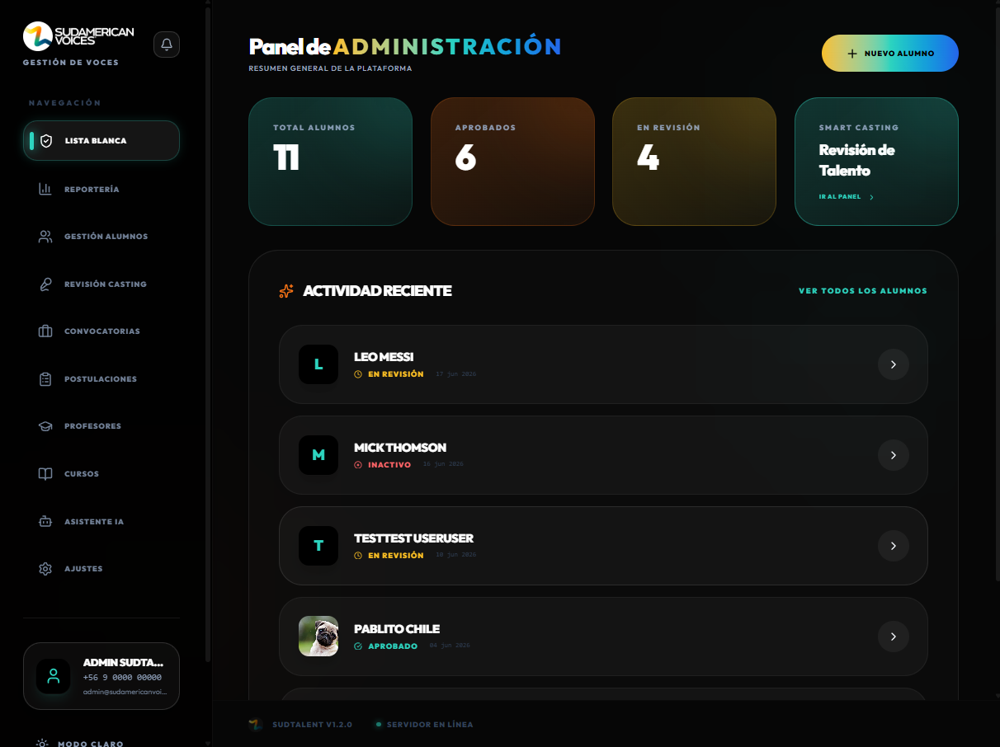 SUDAMERICAN
VOICES
GESTIÓN DE VOCES
NAVEGACIÓN
LISTA BLANCA
REPORTERÍA
GESTIÓN ALUMNOS
REVISIÓN CASTING
CONVOCATORIAS
POSTULACIONES
PROFESORES
CURSOS
ASISTENTE IA
AJUSTES
ADMIN SUDTA...
+56 9 0000 00000
admin@sudamericanvoi...
MODO CLARO
Panel de ADMINISTRACIÓN
RESUMEN GENERAL DE LA PLATAFORMA
NUEVO ALUMNO
TOTAL ALUMNOS
11
APROBADOS
6
EN REVISIÓN
4
SMART CASTING
Revisión de
Talento
IR AL PANEL
ACTIVIDAD RECIENTE
VER TODOS LOS ALUMNOS
L
LEO MESSI
EN REVISIÓN 17 jun 2026
M
MICK THOMSON
INACTIVO 16 jun 2026
T
TESTTEST USERUSER
EN REVISIÓN 10 jun 2026
PABLITO CHILE
APROBADO 04 jun 2026
SUDTALENT V1.2.0
SERVIDOR EN LÍNEA